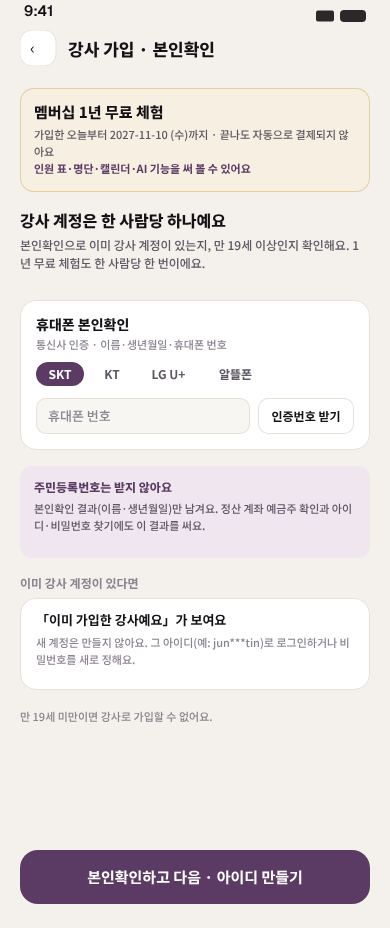 9:41
‹
강사 가입 · 본인확인
멤버십 1년 무료 체험
가입한 오늘부터 2027-11-10 (수)까지 · 끝나도 자동으로 결제되지 않
아요
인원 표·명단·캘린더·AI 기능을 써 볼 수 있어요
강사 계정은 한 사람당 하나예요
본인확인으로 이미 강사 계정이 있는지, 만 19세 이상인지 확인해요. 1
년 무료 체험도 한 사람당 한 번이에요.
휴대폰 본인확인
통신사 인증 · 이름·생년월일·휴대폰 번호
SKT KT LG U+ 알뜰폰
휴대폰 번호 인증번호 받기
주민등록번호는 받지 않아요
본인확인 결과(이름·생년월일)만 남겨요. 정산 계좌 예금주 확인과 아이
디·비밀번호 찾기에도 이 결과를 써요.
이미 강사 계정이 있다면
「이미 가입한 강사예요」가 보여요
새 계정은 만들지 않아요. 그 아이디(예: jun***tin)로 로그인하거나 비
밀번호를 새로 정해요.
만 19세 미만이면 강사로 가입할 수 없어요.
본인확인하고 다음 · 아이디 만들기